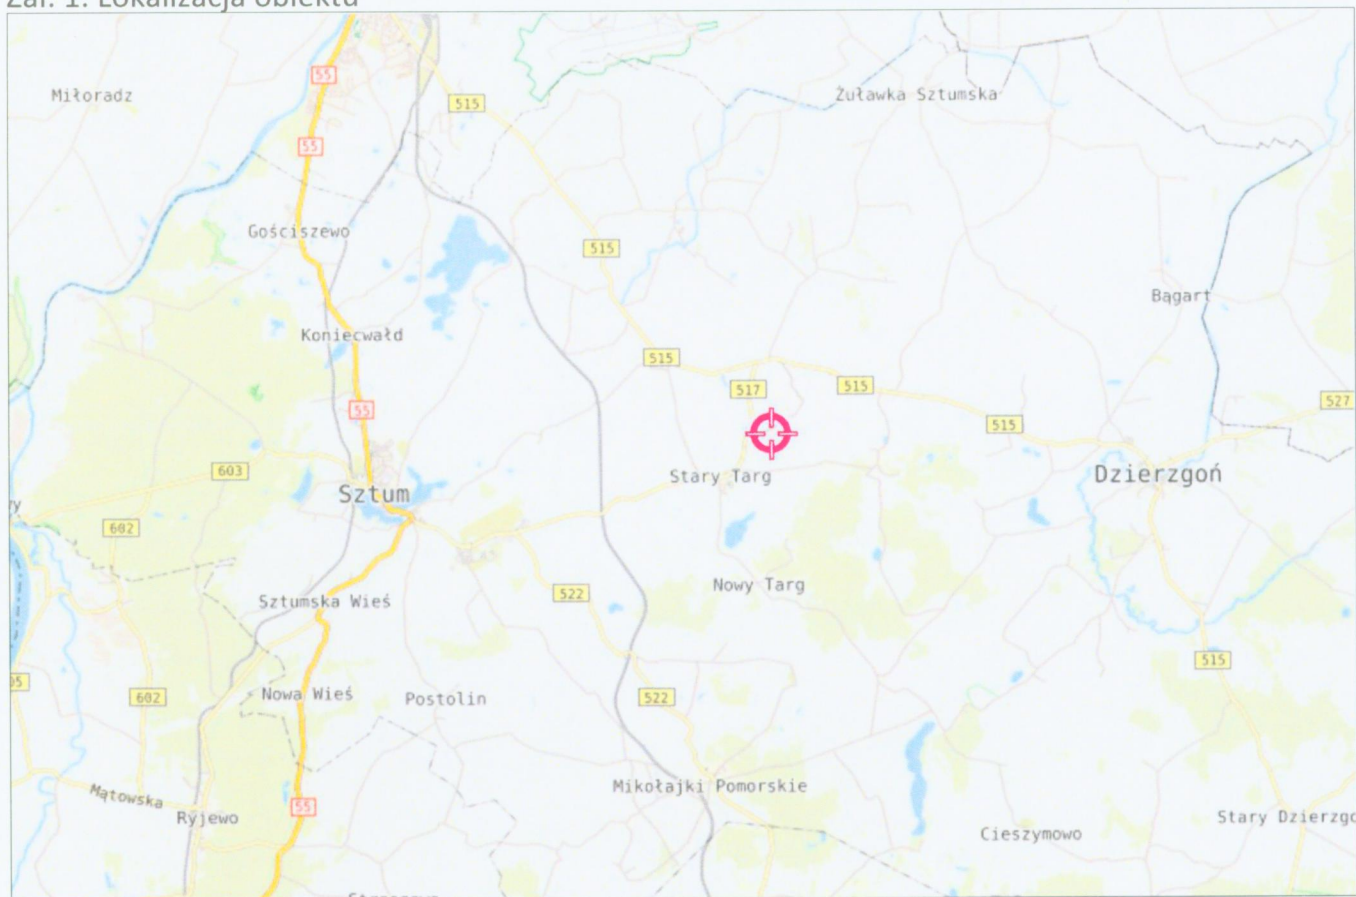 Zał. 1. Lokalizacja obiektu
55
Miłoradz
515
Żuławka Sztumska
55
Gościszewo
515
Bągart
Koniecwałd
515
517
515
527
55
515
603
Stary Targ
Dzierzgoń
Sztum
602
Nowy Targ
522
Sztumska Wieś
515
602
Nowa Wieś
Postolin
522
Mikołajki Pomorskie
Mątowska
55
Ryjewo
Cieszymowo
Stary Dzierzgo